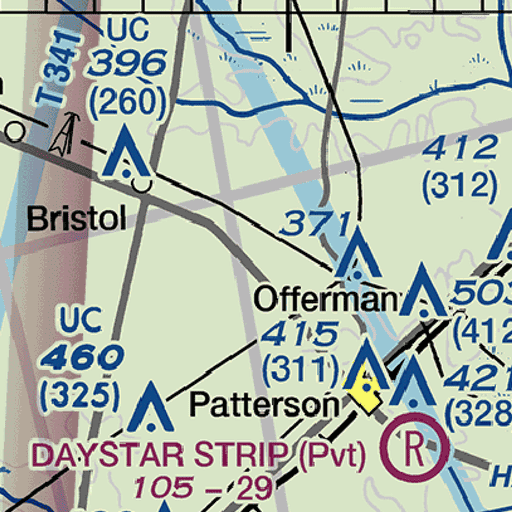 T 341
UC
396
(260)
412
(312)
Bristol
371
Offerman
503
(412
UC
460
(325)
415
(311)
Patterson
421
(328
DAYSTAR STRIP (Pvt)
R
105 – 29